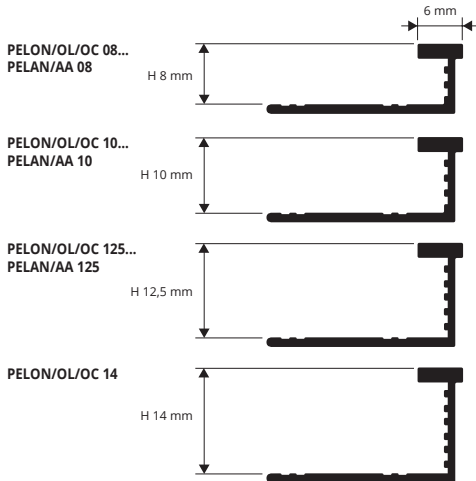 6 mm
PELON/OL/OC 08...
PELAN/AA 08
H 8 mm
PELON/OL/OC 10...
PELAN/AA 10
H 10 mm
PELON/OL/OC 125...
PELAN/AA 125
H 12,5 mm
PELON/OL/OC 14
H 14 mm